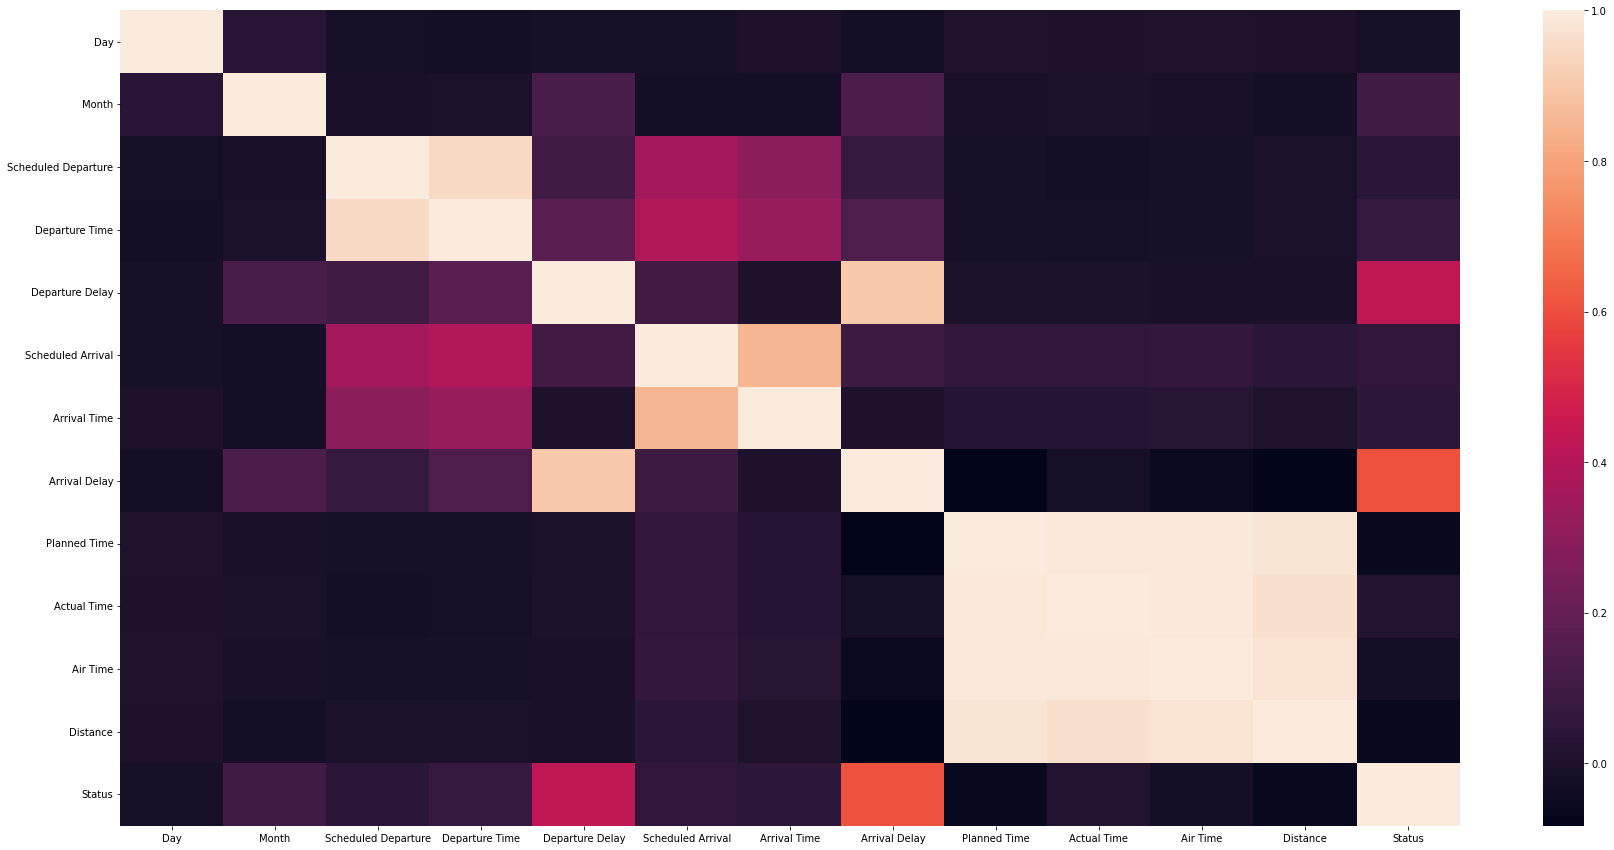 Day
Month
Scheduled Departure
Departure Time
Departure Delay
Scheduled Arrival
Arrival Time
Arrival Delay
Planned Time
Actual Time
Air Time
Distance
Status
Day Month Scheduled Departure Departure Time Departure Delay Scheduled Arrival Arrival Time Arrival Delay Planned Time Actual Time Air Time Distance Status
1.0
0.8
0.6
0.4
0.2
0.0